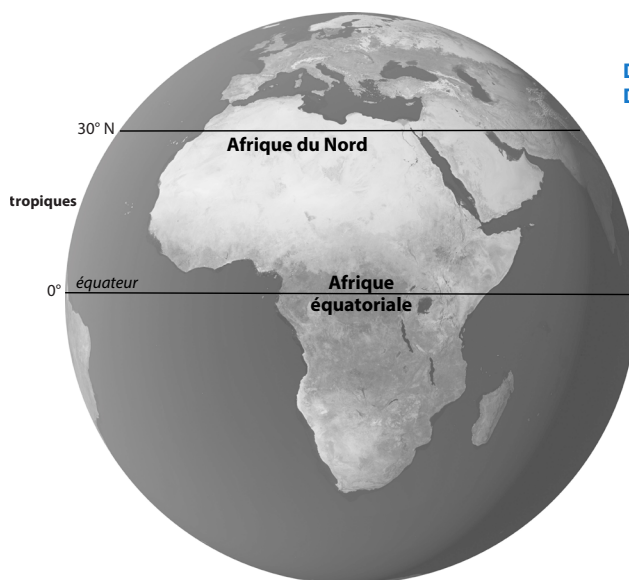 30° N
Afrique du Nord
tropiques
0°
équateur
Afrique
équatoriale